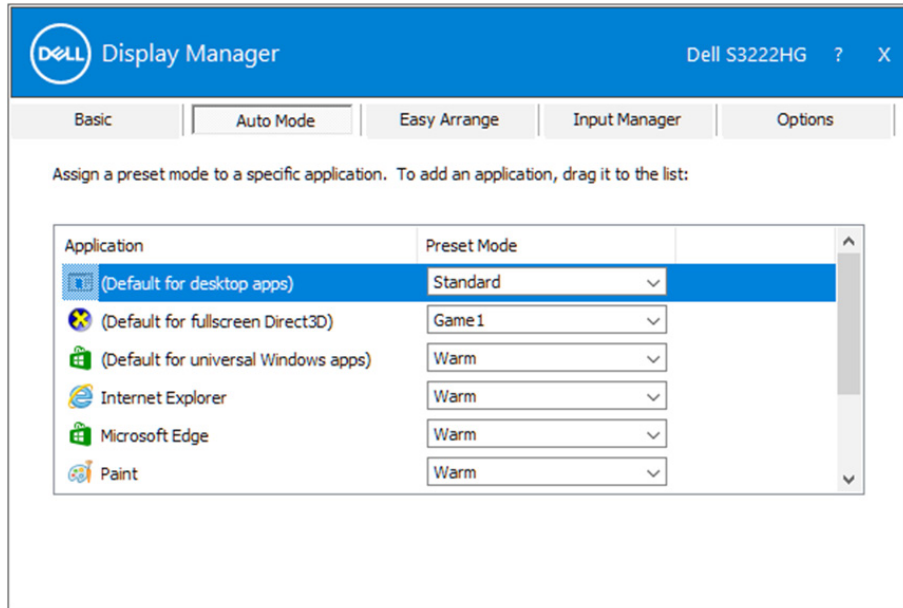 DELL Display Manager Dell S3222HG ? X
Basic Auto Mode Easy Arrange Input Manager Options
Assign a preset mode to a specific application. To add an application, drag it to the list:
Application Preset Mode
(Default for desktop apps) Standard
(Default for fullscreen Direct3D) Game1
(Default for universal Windows apps) Warm
Internet Explorer Warm
Microsoft Edge Warm
Paint Warm